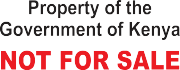 Property of the
Government of Kenya
NOT FOR SALE